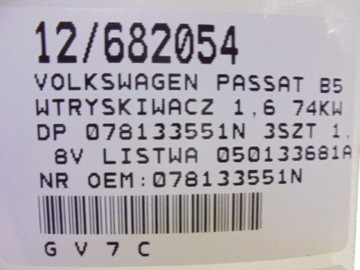 12/682054
VOLKSWAGEN PASSAT B5
WTRYSKIWACZ 1,6 74KW
DP 078133551N 3SZT 1.
8V LISTWA 050133681A
NR OEM:078133551N
G V 7 C